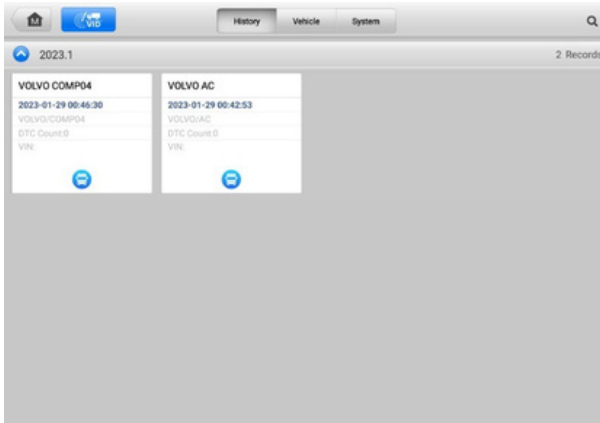 M
VID
History
Vehicle
System
2023.1
2 Records
VOLVO COMP04
2023-01-29 00:46:30
VOLVO/COMP04
DTC Count:0
VIN:
VOLVO AC
2023-01-29 00:42:53
VOLVO/AC
DTC Count:0
VIN: